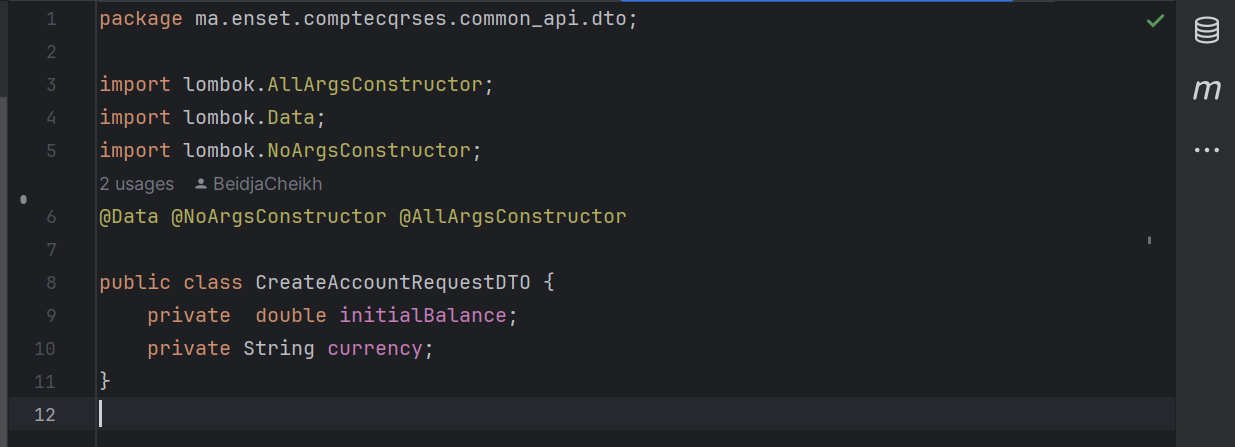 1 package ma.enset.comptecqrses.common_api.dto;
2
3 import lombok.AllArgsConstructor;
4 import lombok.Data;
5 import lombok.NoArgsConstructor;
2 usages BeidjaCheikh
6 @Data @NoArgsConstructor @AllArgsConstructor
7
8 public class CreateAccountRequestDTO {
9     private  double initialBalance;
10     private String currency;
11 }
12
m